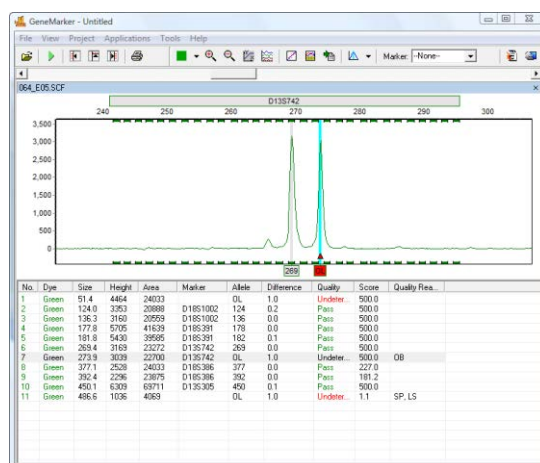 GeneMarker - Untitled
File View Project Applications Tools Help
Marker: --None--
064_E05.SCF
D13S742
240 250 260 270 280 290 300
3,500
3,000
2,500
2,000
1,500
1,000
500
0
269 OL
No. Dye Size Height Area Marker Allele Difference Quality Score Quality Rea...
1 Green 51.4 4464 24033 OL 1.0 Undeter... 500.0
2 Green 124.0 3353 20888 D18S1002 124 0.2 Pass 500.0
3 Green 136.3 3160 20559 D18S1002 136 0.0 Pass 500.0
4 Green 177.8 5705 41639 D18S391 178 0.0 Pass 500.0
5 Green 181.8 5430 39585 D18S391 182 0.1 Pass 500.0
6 Green 269.4 3169 23272 D13S742 269 0.0 Pass 500.0
7 Green 273.9 3039 22700 D13S742 OL 1.0 Undeter... 500.0 OB
8 Green 377.1 2528 24033 D18S386 377 0.0 Pass 227.0
9 Green 392.4 2296 23875 D18S386 392 0.0 Pass 181.2
10 Green 450.1 6309 69711 D13S305 450 0.1 Pass 500.0
11 Green 486.6 1036 4069 OL 1.0 Undeter... 1.1 SP, LS